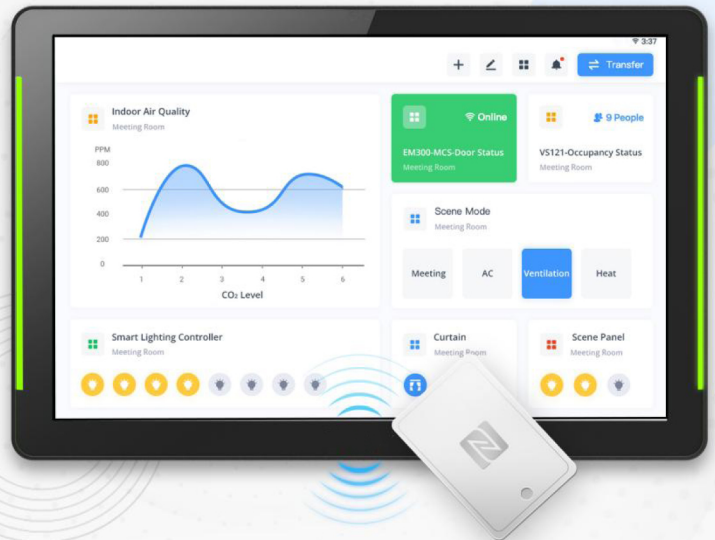 3:37
Transfer
Indoor Air Quality
Meeting Room
PPM
800
600
400
200
0
1 2 3 4 5 6
CO₂ Level
Online
EM300-MCS-Door Status
Meeting Room
9 People
VS121-Occupancy Status
Meeting Room
Scene Mode
Meeting Room
Meeting AC Ventilation Heat
Smart Lighting Controller
Meeting Room
Curtain
Meeting Room
Scene Panel
Meeting Room